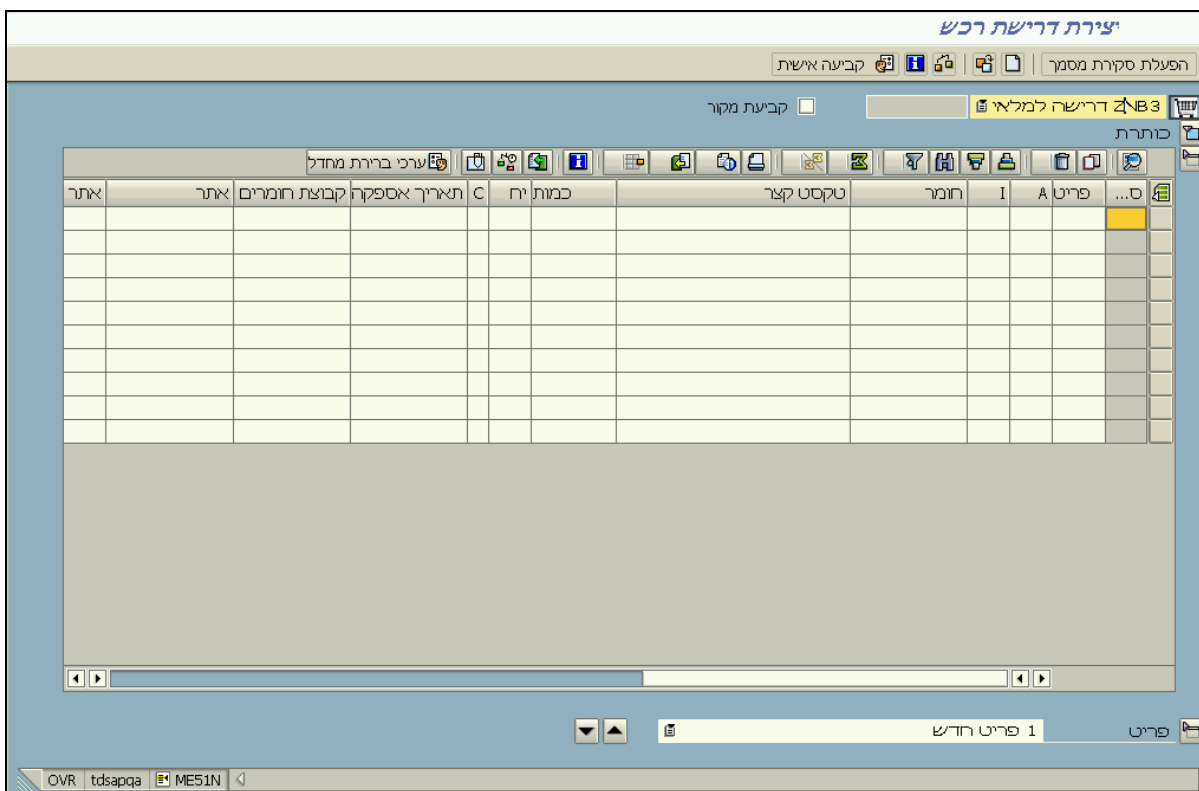 יצירת דרישת רכש
הפעלת סקירת מסמך קביעה אישית
ZNB3 דרישה למלאי קביעת מקור
כותרת
ערכי ברירת מחדל
ס... פריט A I חומר טקסט קצר כמות יח C תאריך אספקה קבוצת חומרים אתר אתר
פריט 1 פריט חדש
ME51N tdsapqa OVR